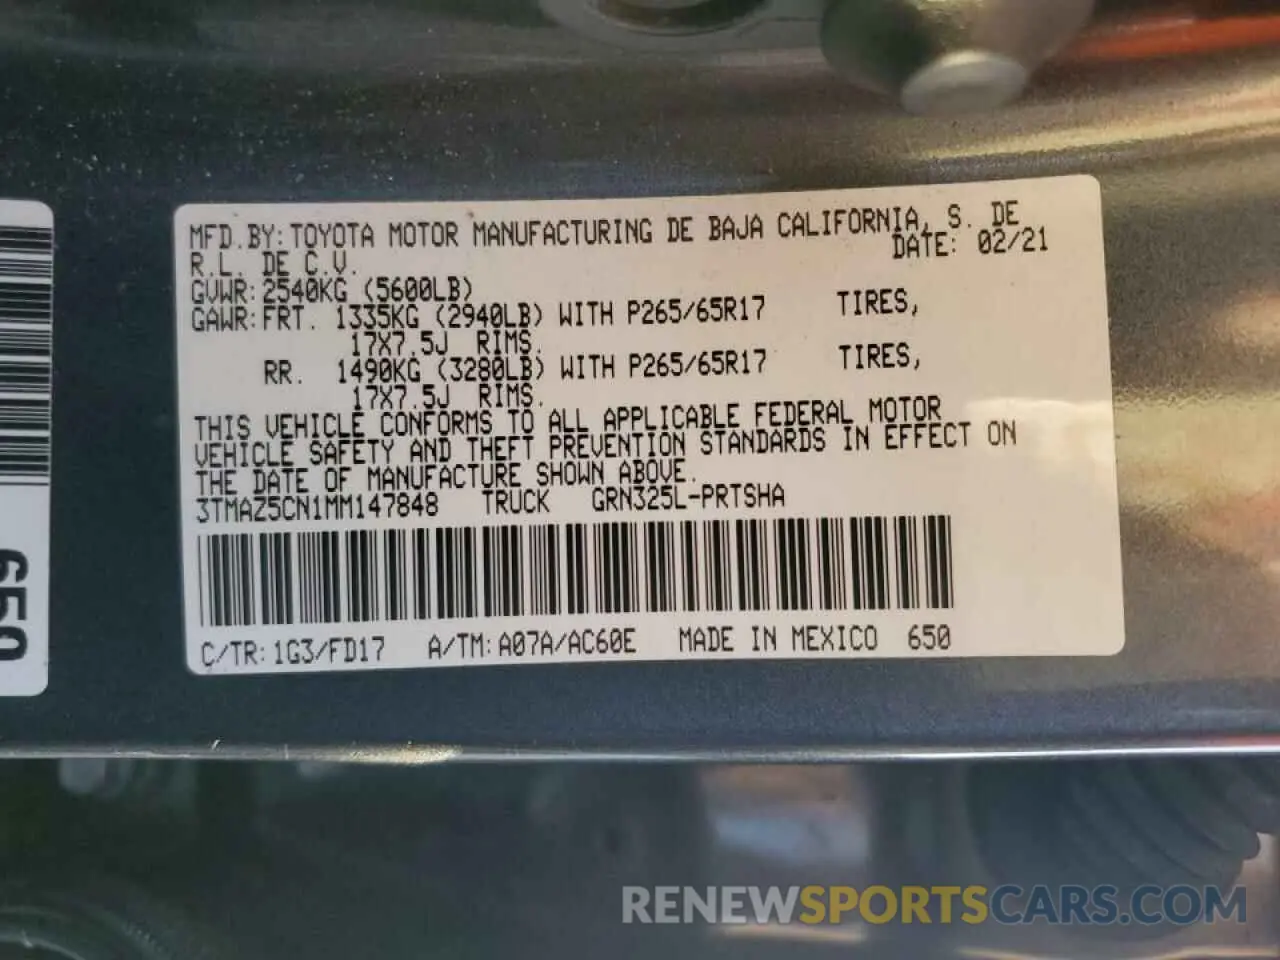 MFD.BY:TOYOTA MOTOR MANUFACTURING DE BAJA CALIFORNIA, S. DE
R.L. DE C.V. DATE: 02/21
GVWR:2540KG (5600LB)
GAWR:FRT. 1335KG (2940LB) WITH P265/65R17 TIRES,
17X7.5J RIMS.
RR. 1490KG (3280LB) WITH P265/65R17 TIRES,
17X7.5J RIMS.
THIS VEHICLE CONFORMS TO ALL APPLICABLE FEDERAL MOTOR
VEHICLE SAFETY AND THEFT PREVENTION STANDARDS IN EFFECT ON
THE DATE OF MANUFACTURE SHOWN ABOVE.
3TMAZ5CN1MM147848 TRUCK GRN325L-PRTSHA
C/TR:1G3/FD17 A/TM:A07A/AC60E MADE IN MEXICO 650
650
RENEWSPORTSCARS.COM